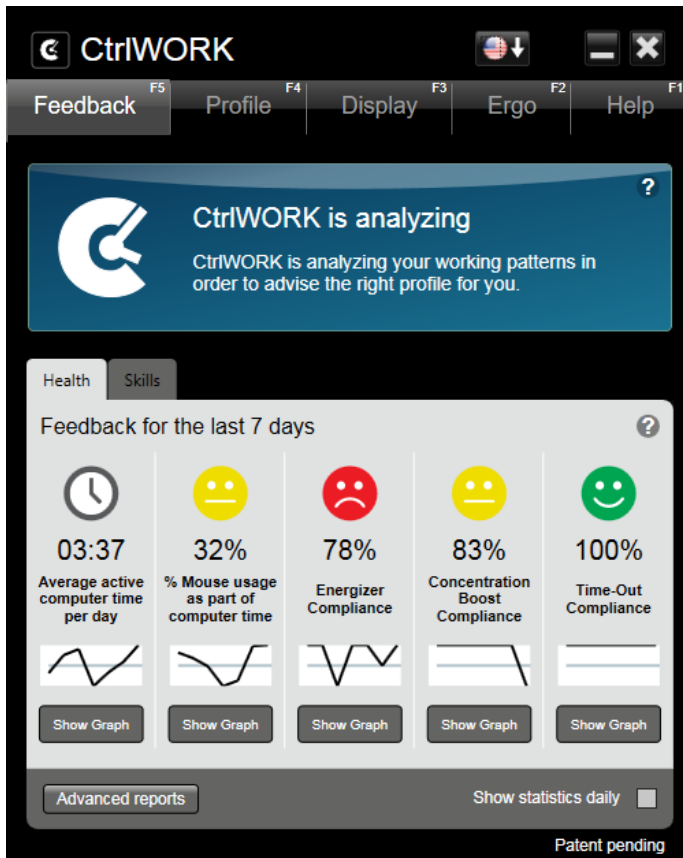 CtrlWORK
Feedback F5 Profile F4 Display F3 Ergo F2 Help F1
?
CtrlWORK is analyzing
CtrlWORK is analyzing your working patterns in
order to advise the right profile for you.
Health Skills
Feedback for the last 7 days ?
03:37 32% 78% 83% 100%
Average active
computer time
per day
% Mouse usage
as part of
computer time
Energizer
Compliance
Concentration
Boost
Compliance
Time-Out
Compliance
Show Graph Show Graph Show Graph Show Graph Show Graph
Advanced reports Show statistics daily
Patent pending